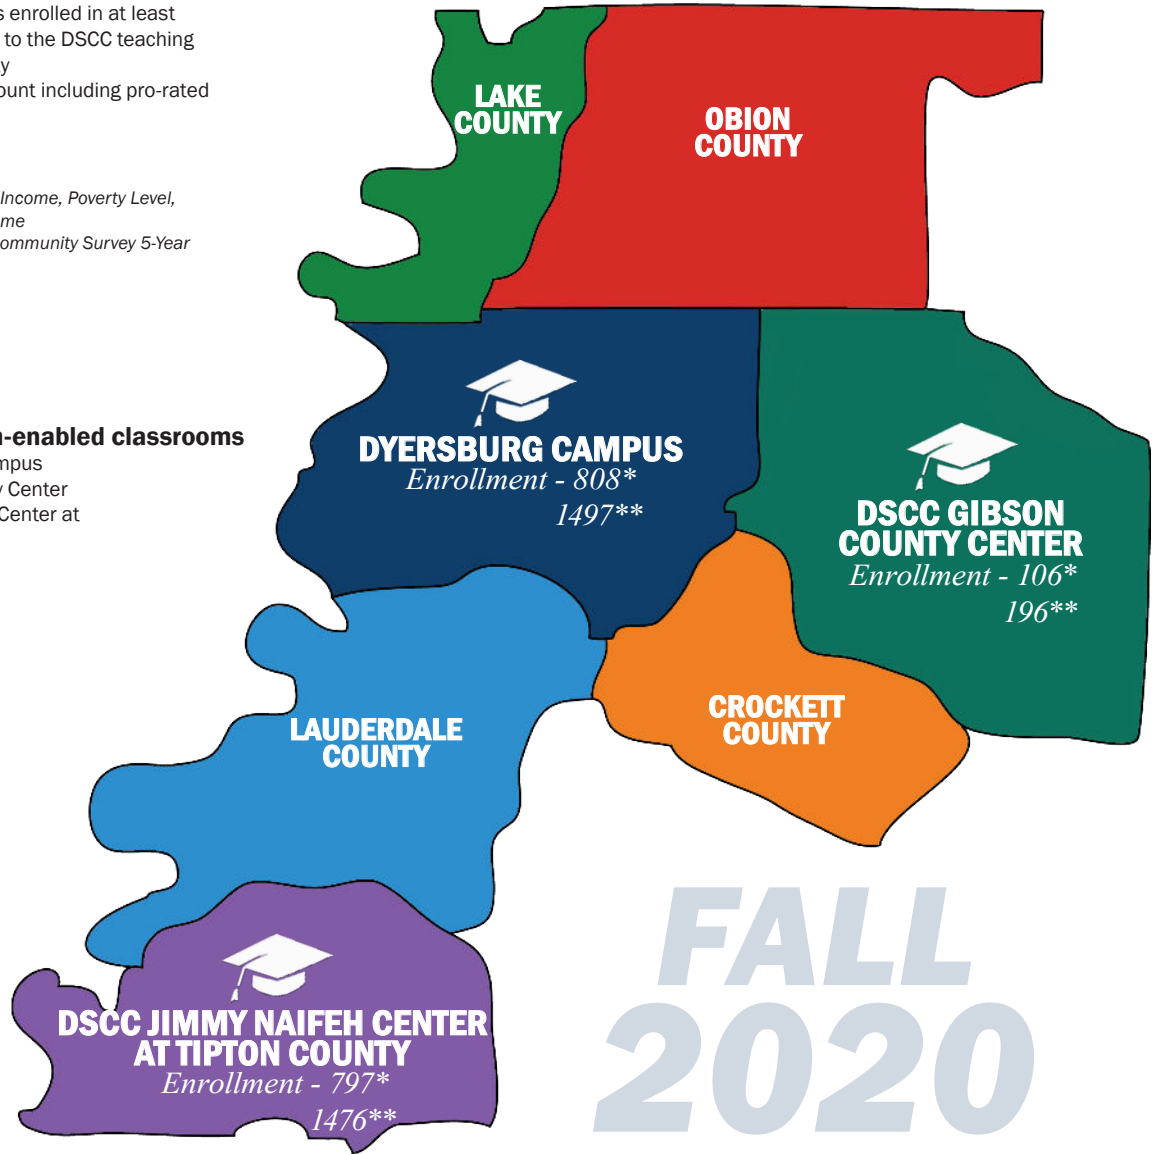 s enrolled in at least
to the DSCC teaching
y
ount including pro-rated
Income, Poverty Level,
me
ommunity Survey 5-Year
n-enabled classrooms
mpus
y Center
Center at
LAKE
COUNTY
OBION
COUNTY
DYERSBURG CAMPUS
Enrollment - 808*
1497**
DSCC GIBSON
COUNTY CENTER
Enrollment - 106*
196**
LAUDERDALE
COUNTY
CROCKETT
COUNTY
DSCC JIMMY NAIFEH CENTER
AT TIPTON COUNTY
Enrollment - 797*
1476**
FALL
2020